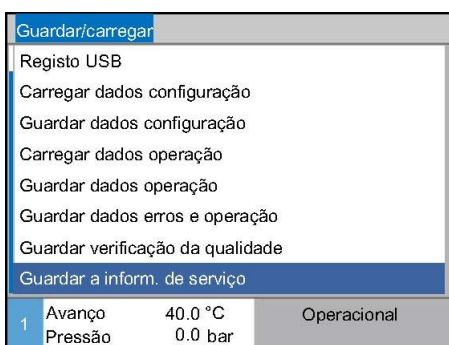 Guardar/carregar
Registo USB
Carregar dados configuração
Guardar dados configuração
Carregar dados operação
Guardar dados operação
Guardar dados erros e operação
Guardar verificação da qualidade
Guardar a inform. de serviço
1 Avanço 40.0 °C Operacional
Pressão 0.0 bar